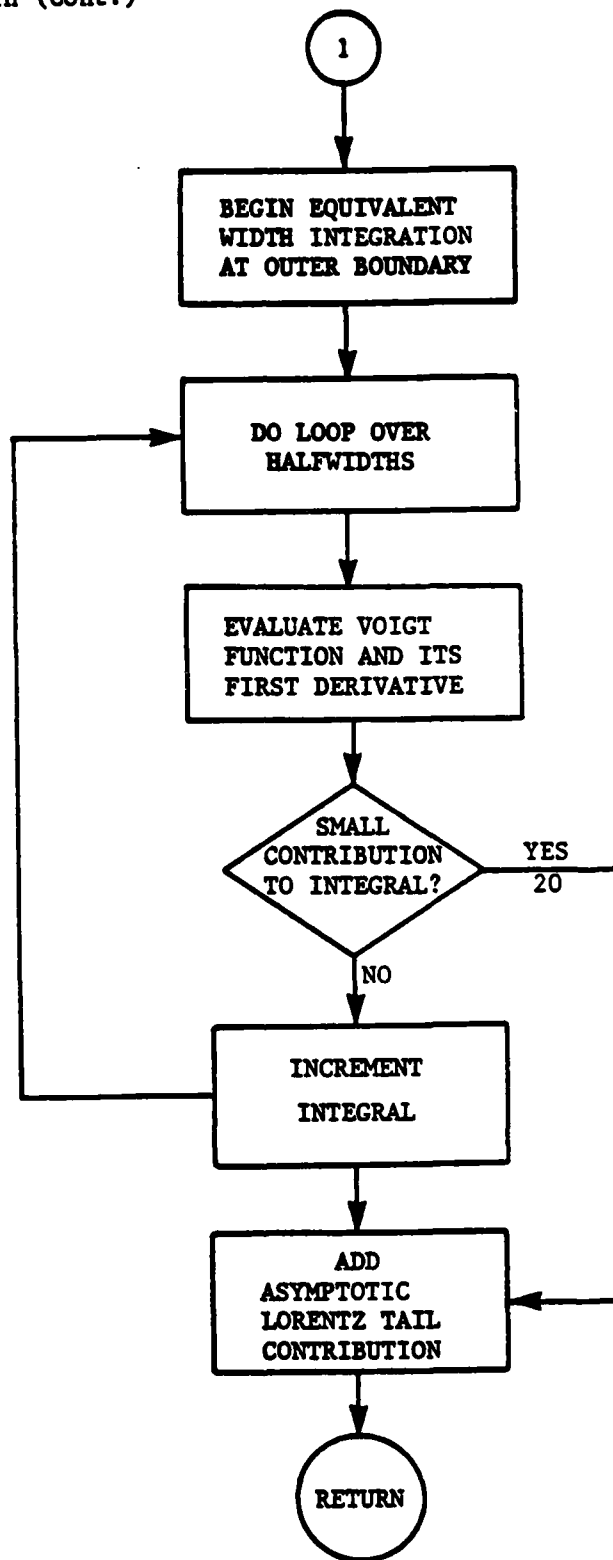 (Cont.)
1
BEGIN EQUIVALENT
WIDTH INTEGRATION
AT OUTER BOUNDARY
DO LOOP OVER
HALFWIDTHS
EVALUATE VOIGT
FUNCTION AND ITS
FIRST DERIVATIVE
SMALL
CONTRIBUTION
TO INTEGRAL?
YES
20
NO
INCREMENT
INTEGRAL
ADD
ASYMPTOTIC
LORENTZ TAIL
CONTRIBUTION
RETURN